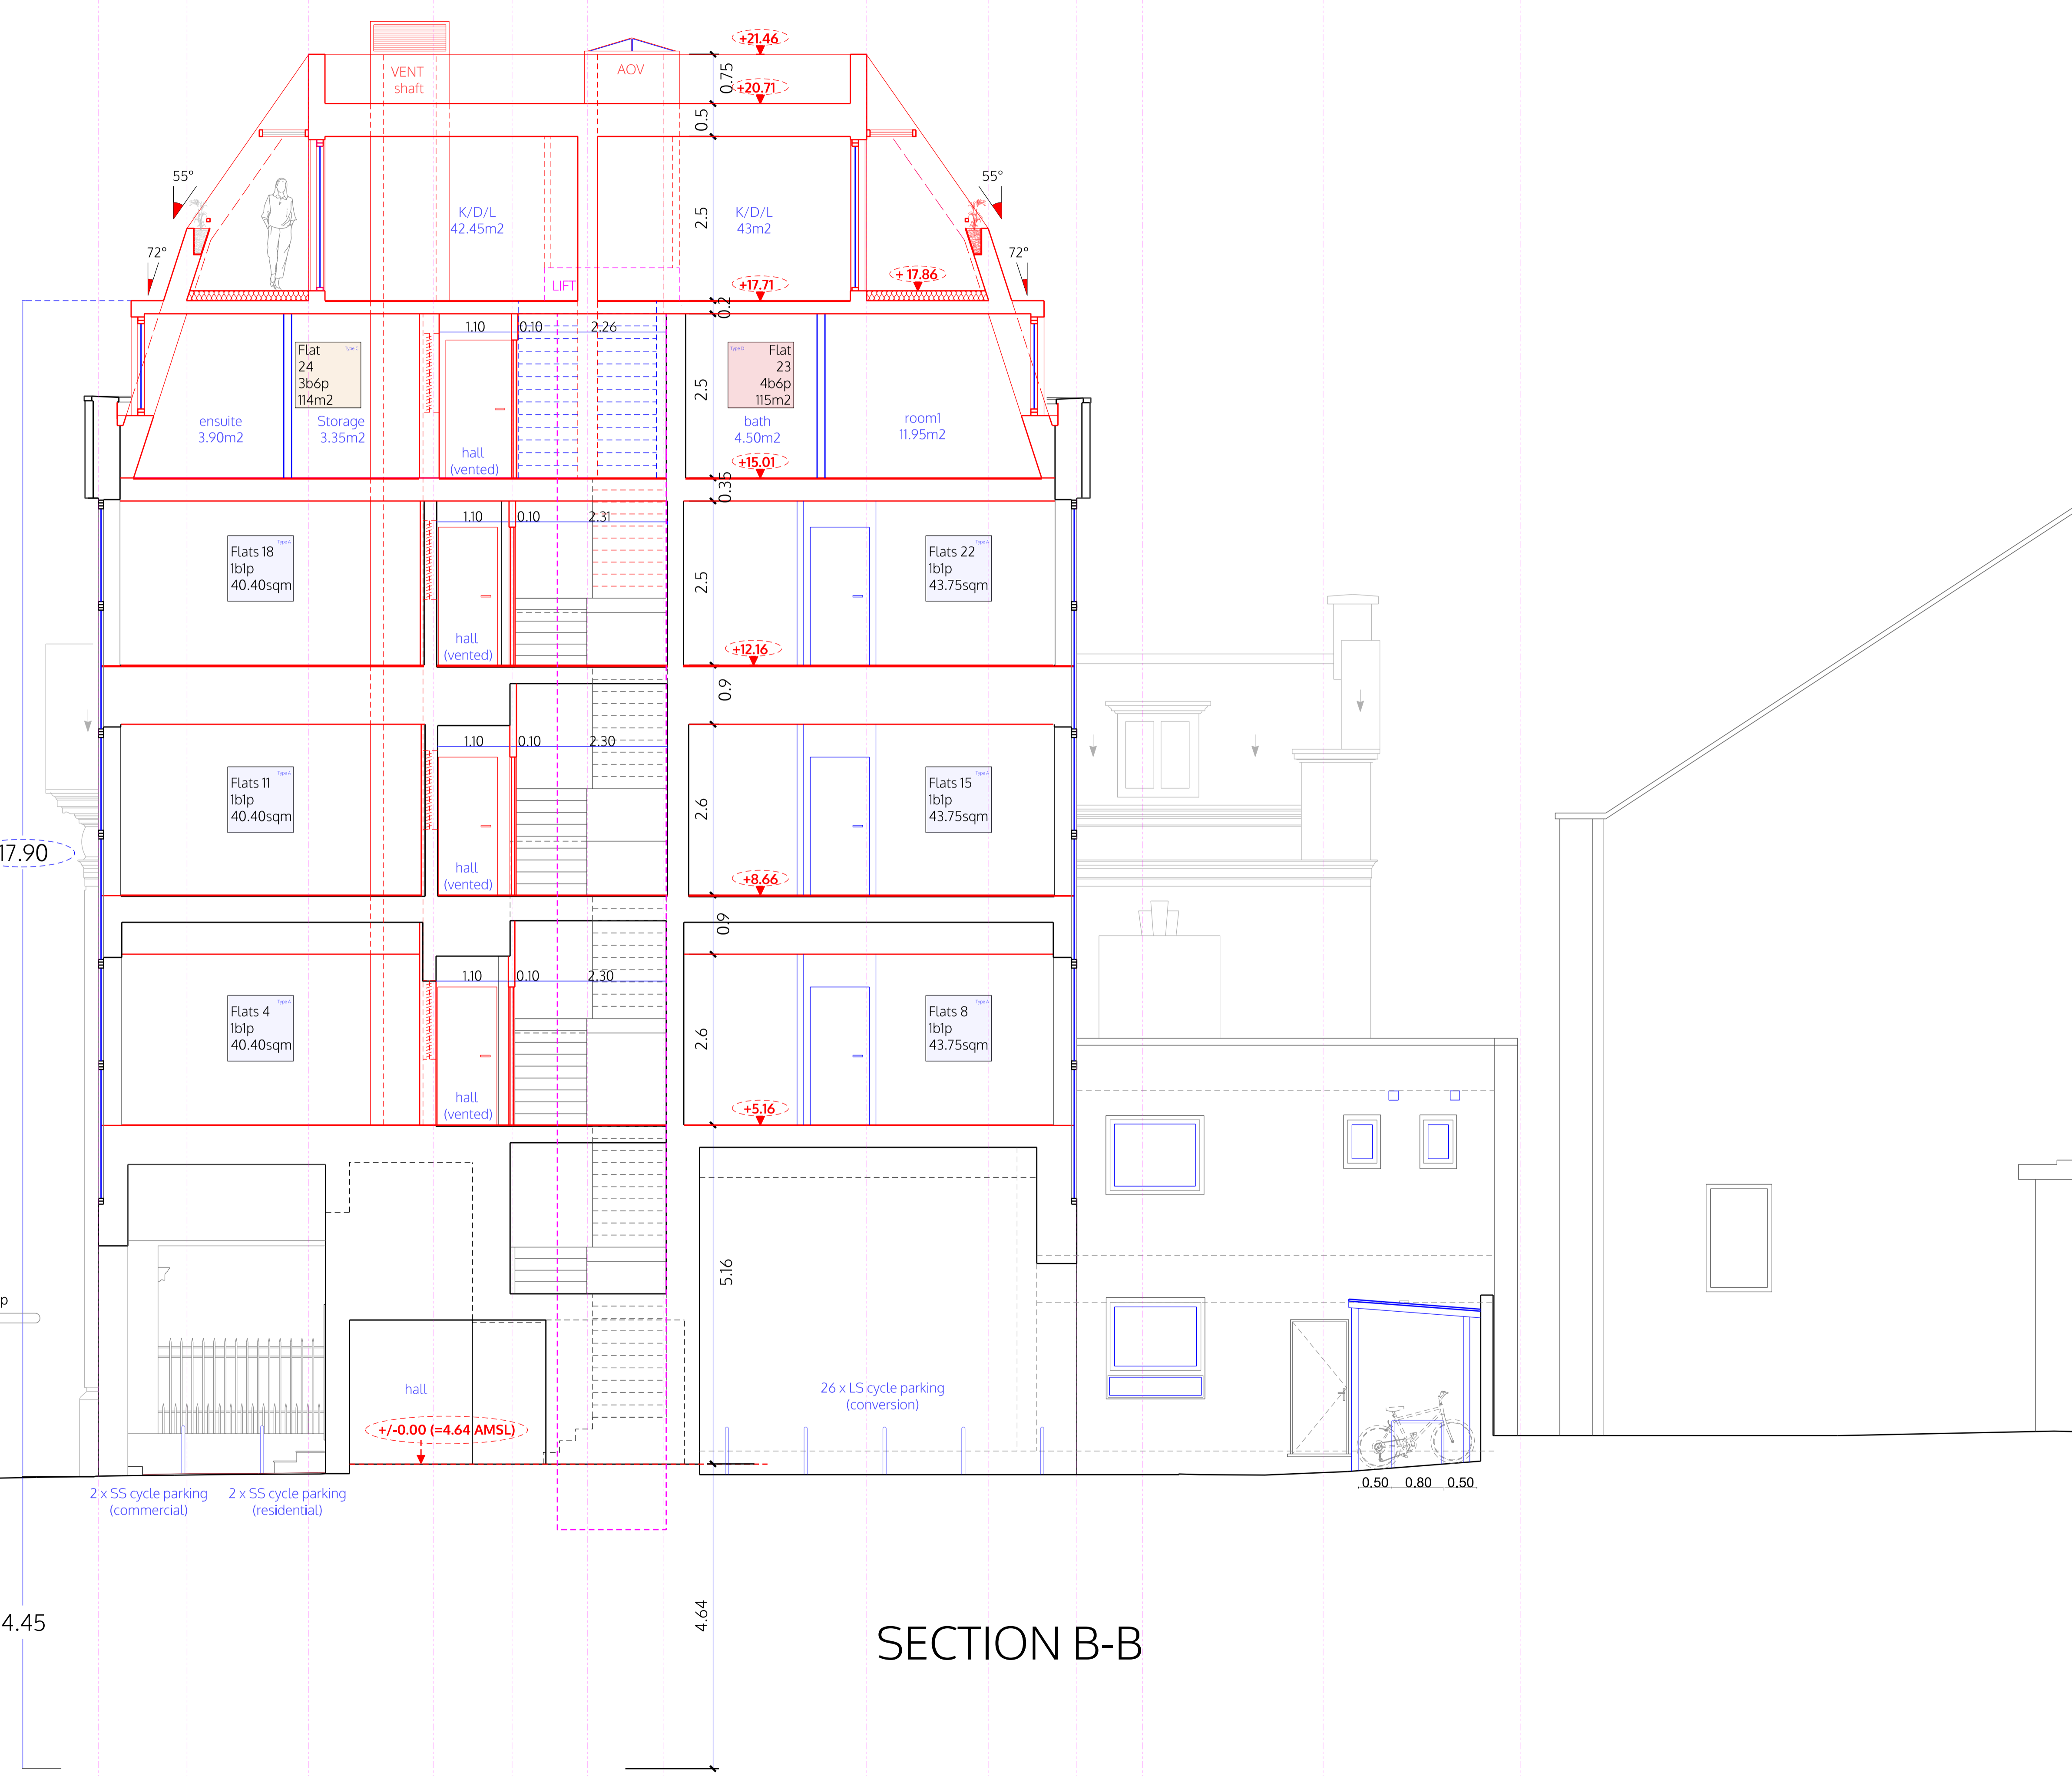 +21.46
VENT
shaft
AOV
0.75
+20.71
0.5
55°
55°
K/D/L
42.45m2
2.5
K/D/L
43m2
72°
72°
LIFT
+17.71
+ 17.86
0.2
1.10
0.10
2.26
Flat
Type E
24
3b6p
114m2
Type D
Flat
23
4b6p
115m2
2.5
ensuite
3.90m2
Storage
3.35m2
hall
(vented)
bath
4.50m2
room1
11.95m2
+15.01
0.35
1.10
0.10
2.31
Flats 18
Type A
1b1p
40.40sqm
2.5
Flats 22
Type A
1b1p
43.75sqm
hall
(vented)
+12.16
0.9
1.10
0.10
2.30
Flats 11
Type A
1b1p
40.40sqm
2.6
Flats 15
Type A
1b1p
43.75sqm
17.90
hall
(vented)
+8.66
0.9
1.10
0.10
2.30
Flats 4
Type A
1b1p
40.40sqm
2.6
Flats 8
Type A
1b1p
43.75sqm
hall
(vented)
+5.16
5.16
p
hall
+/-0.00 (=4.64 AMSL)
26 x LS cycle parking
(conversion)
0.50
0.80
0.50
2 x SS cycle parking
(commercial)
2 x SS cycle parking
(residential)
4.45
4.64
SECTION B-B